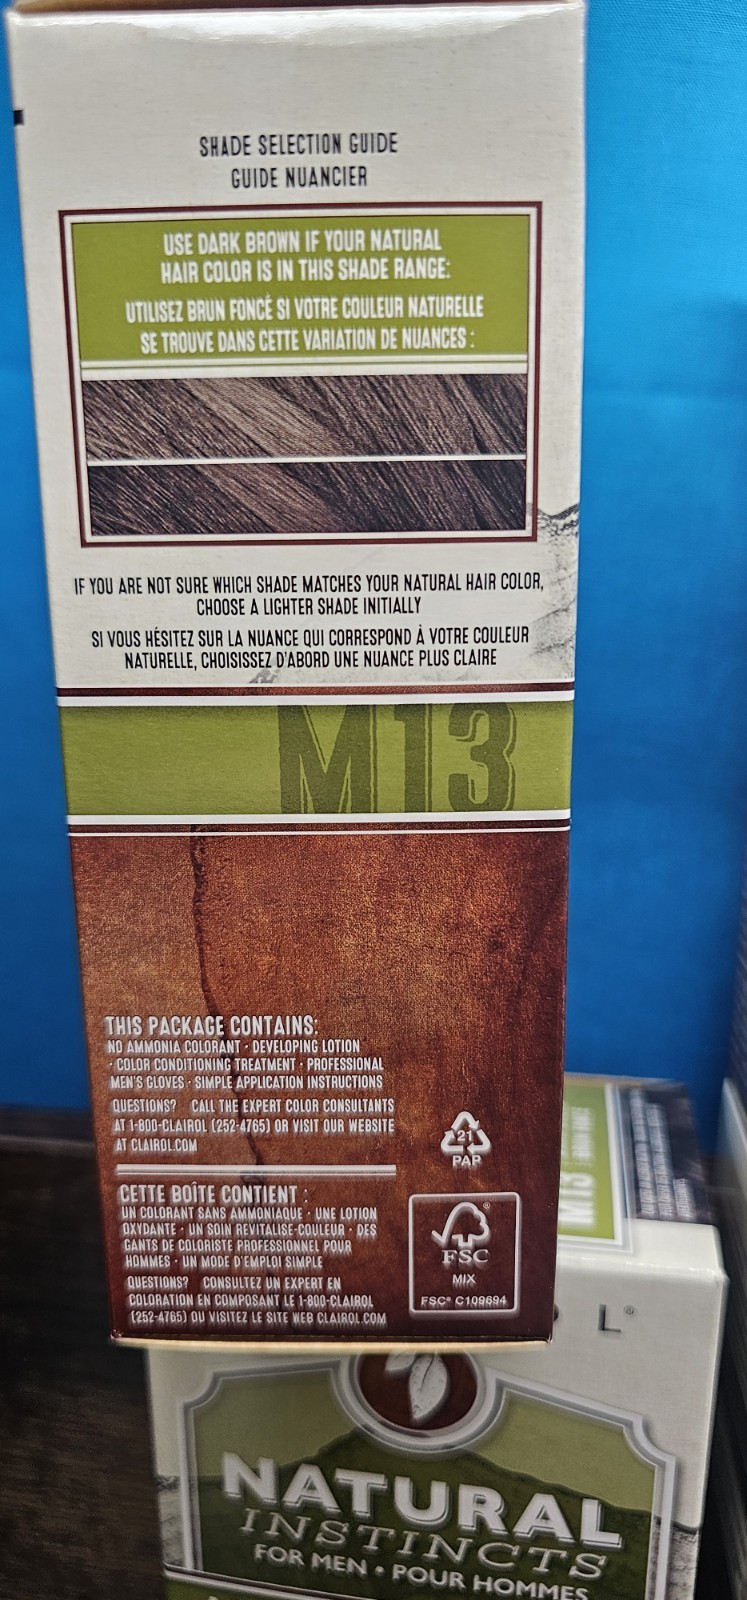 SHADE SELECTION GUIDE
GUIDE NUANCIER
USE DARK BROWN IF YOUR NATURAL
HAIR COLOR IS IN THIS SHADE RANGE:
UTILISEZ BRUN FONCÉ SI VOTRE COULEUR NATURELLE
SE TROUVE DANS CETTE VARIATION DE NUANCES :
IF YOU ARE NOT SURE WHICH SHADE MATCHES YOUR NATURAL HAIR COLOR,
CHOOSE A LIGHTER SHADE INITIALLY
SI VOUS HÉSITEZ SUR LA NUANCE QUI CORRESPOND À VOTRE COULEUR
NATURELLE, CHOISISSEZ D'ABORD UNE NUANCE PLUS CLAIRE
M13
THIS PACKAGE CONTAINS:
NO AMMONIA COLORANT · DEVELOPING LOTION
· COLOR CONDITIONING TREATMENT · PROFESSIONAL
MEN'S GLOVES · SIMPLE APPLICATION INSTRUCTIONS
QUESTIONS? CALL THE EXPERT COLOR CONSULTANTS
AT 1-800-CLAIROL (252-4765) OR VISIT OUR WEBSITE
AT CLAIROL.COM
21
PAP
CETTE BOÎTE CONTIENT :
UN COLORANT SANS AMMONIAQUE · UNE LOTION
OXYDANTE · UN SOIN REVITALISE-COULEUR · DES
GANTS DE COLORISTE PROFESSIONNEL POUR
HOMMES · UN MODE D'EMPLOI SIMPLE
QUESTIONS? CONSULTEZ UN EXPERT EN
COLORATION EN COMPOSANT LE 1-800-CLAIROL
(252-4765) OU VISITEZ LE SITE WEB CLAIROL.COM
®
FSC
MIX
FSC® C109694
M13
L®
NATURAL
INSTINCTS
FOR MEN • POUR HOMMES